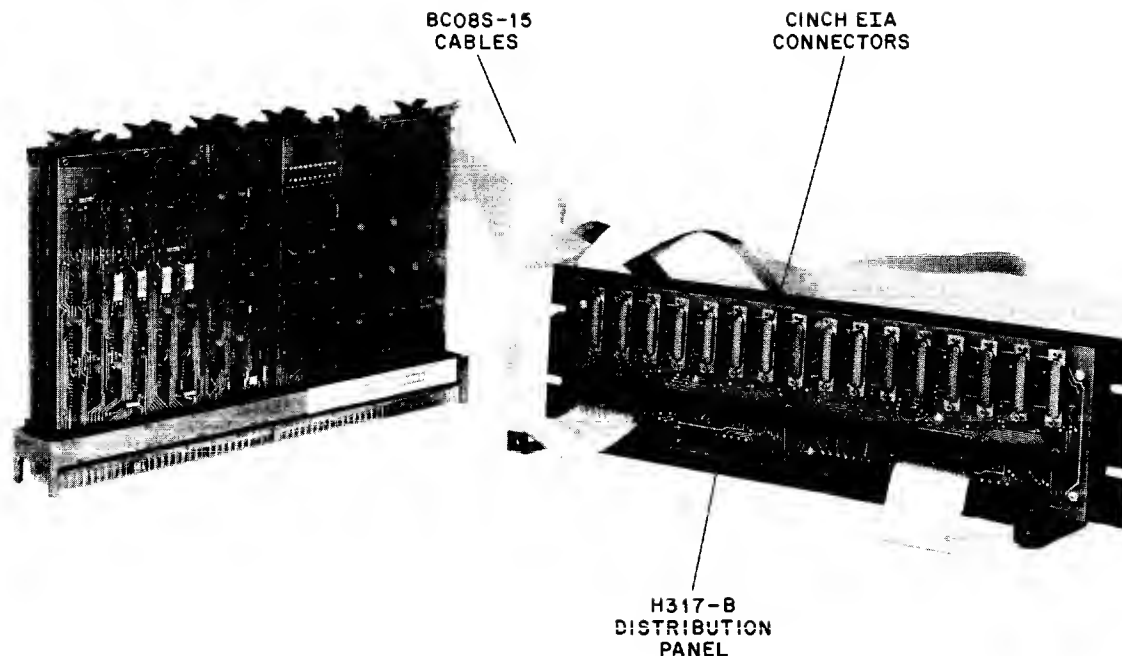 BC08S-15
CABLES
CINCH EIA
CONNECTORS
H317-B
DISTRIBUTION
PANEL